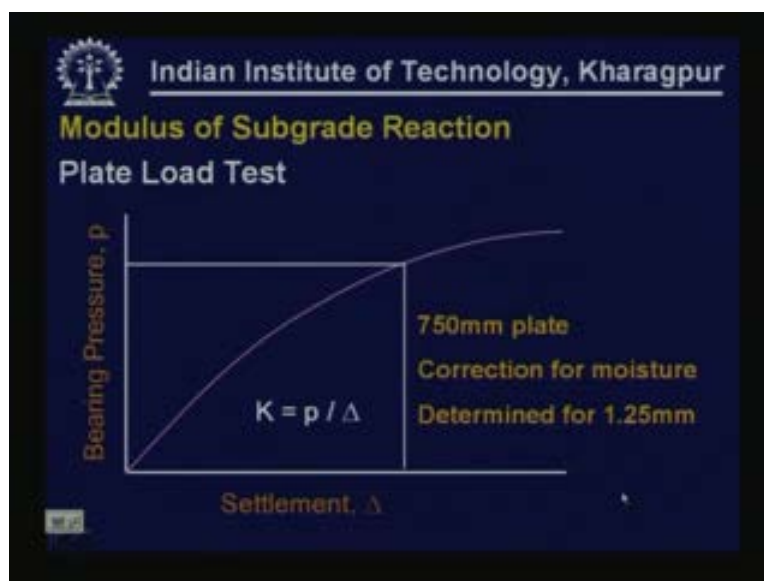 Indian Institute of Technology, Kharagpur
Modulus of Subgrade Reaction
Plate Load Test
Bearing Pressure, p
750mm plate
Correction for moisture
K = p / Δ
Determined for 1.25mm
Settlement, Δ